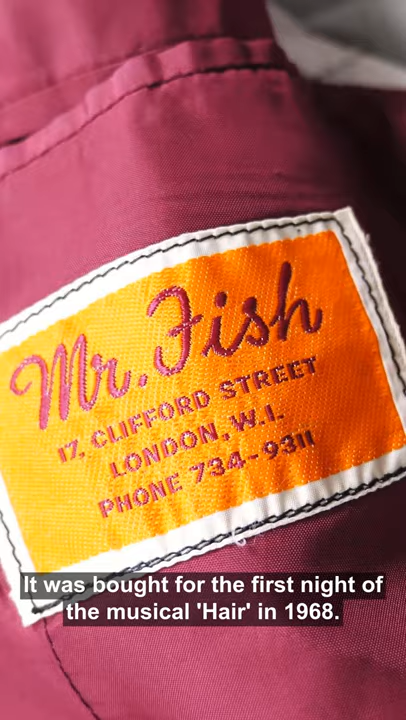 Mr. Fish
17, CLIFFORD STREET
LONDON, W.I.
PHONE 734-9311
It was bought for the first night of
the musical 'Hair' in 1968.